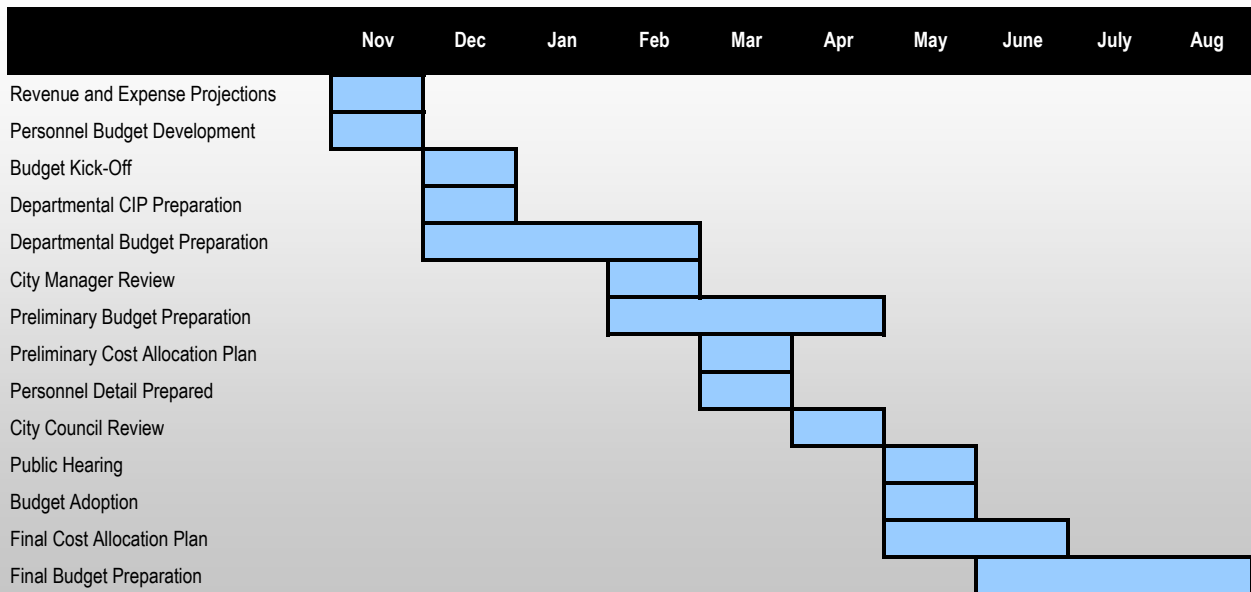 Nov Dec Jan Feb Mar Apr May June July Aug
Revenue and Expense Projections
Personnel Budget Development
Budget Kick-Off
Departmental CIP Preparation
Departmental Budget Preparation
City Manager Review
Preliminary Budget Preparation
Preliminary Cost Allocation Plan
Personnel Detail Prepared
City Council Review
Public Hearing
Budget Adoption
Final Cost Allocation Plan
Final Budget Preparation